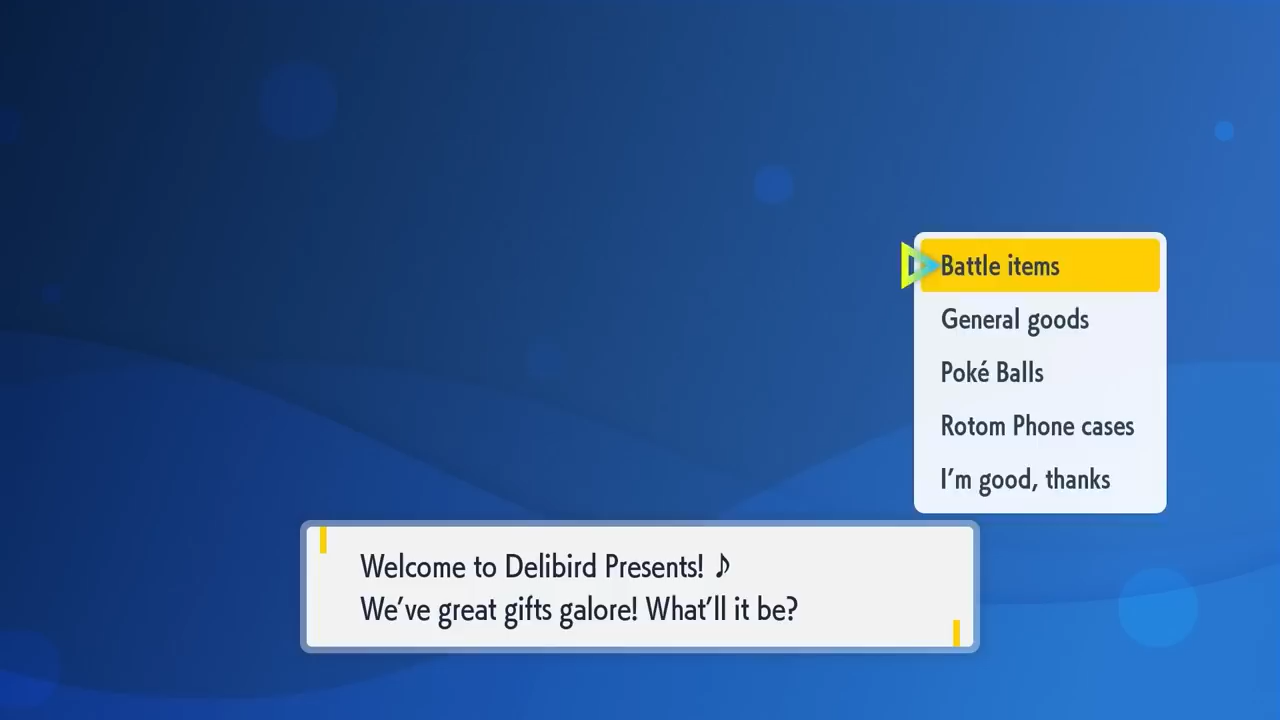 Battle items
General goods
Poké Balls
Rotom Phone cases
I'm good, thanks
Welcome to Delibird Presents! ♪
We've great gifts galore! What'll it be?